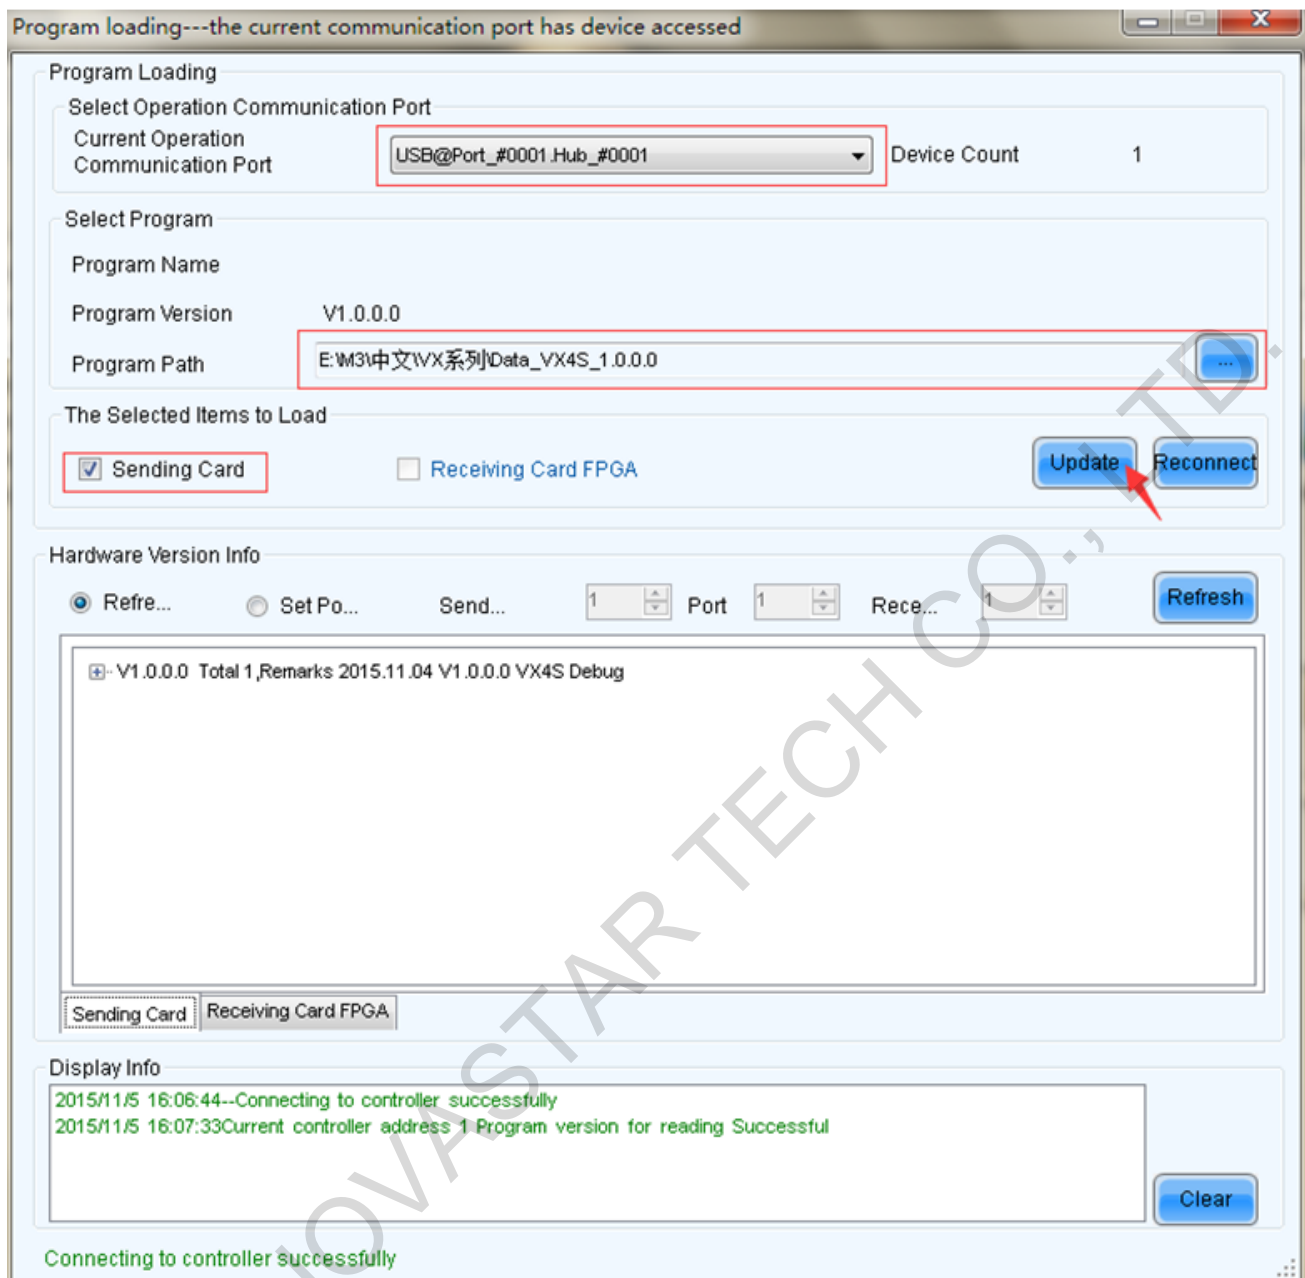 Program loading---the current communication port has device accessed
Program Loading
Select Operation Communication Port
Current Operation
Communication Port
USB@Port_#0001.Hub_#0001
Device Count 1
Select Program
Program Name
Program Version V1.0.0.0
Program Path E:\M3\中文\VX系列\Data_VX4S_1.0.0.0 ...
The Selected Items to Load
Sending Card Receiving Card FPGA Update Reconnect
Hardware Version Info
Refre... Set Po... Send... 1 Port 1 Rece... 1 Refresh
V1.0.0.0 Total 1,Remarks 2015.11.04 V1.0.0.0 VX4S Debug
Sending Card Receiving Card FPGA
Display Info
2015/11/5 16:06:44--Connecting to controller successfully
2015/11/5 16:07:33Current controller address 1 Program version for reading Successful
Clear
Connecting to controller successfully
OVASTAR TECH CO., LTD.